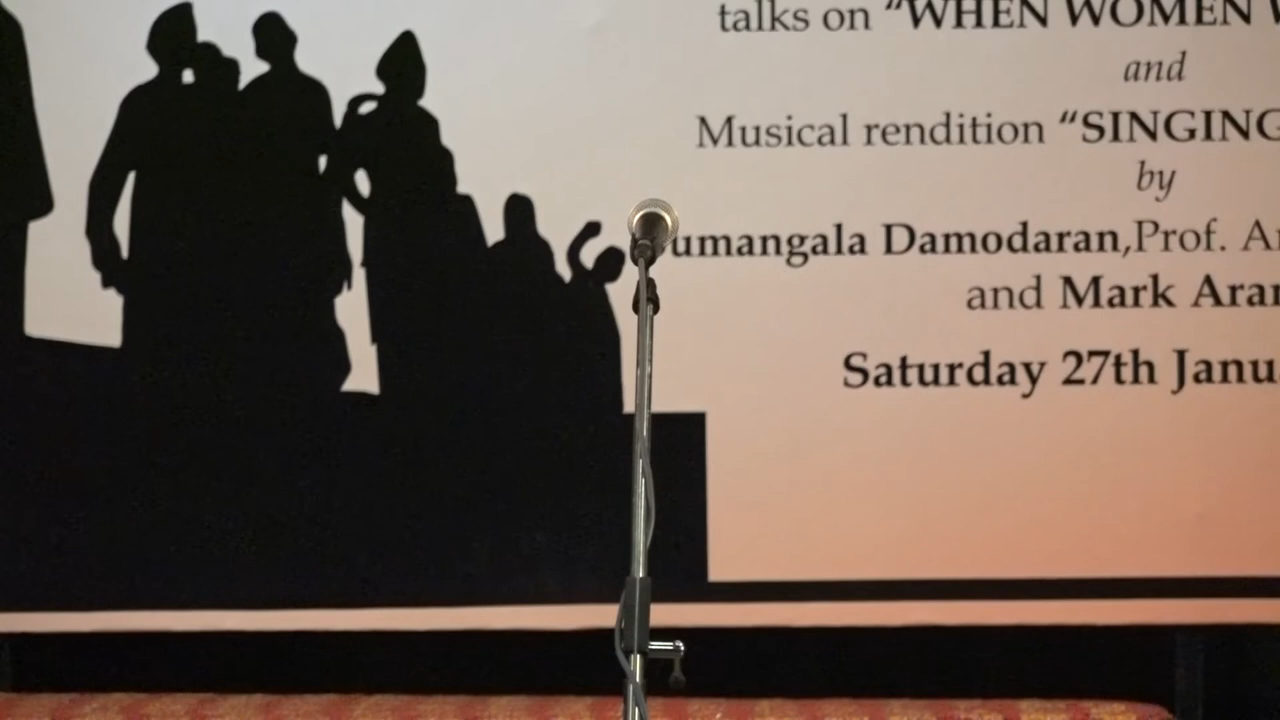 talks on “WHEN WOMEN
and
Musical rendition “SINGING
by
umangala Damodaran,Prof.
and Mark
Saturday 27th